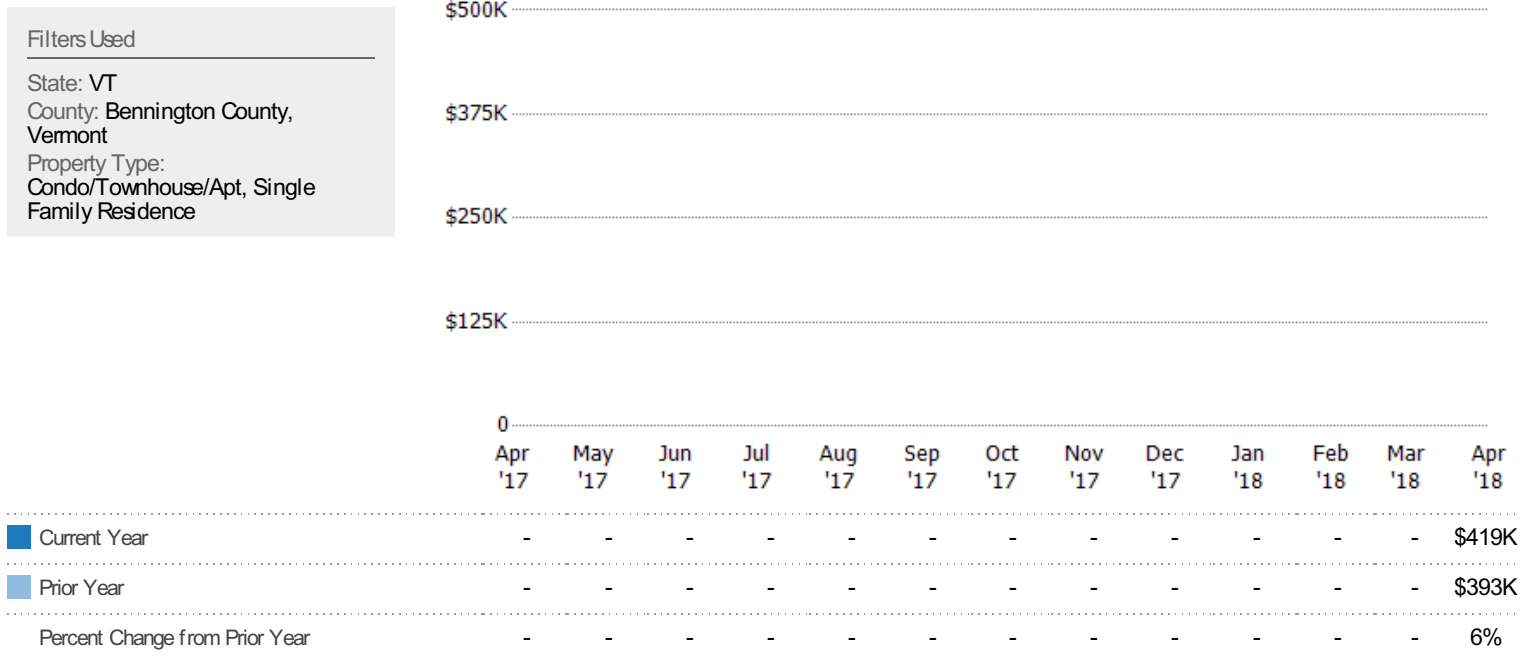 Filters Used
State: VT
County: Bennington County,
Vermont
Property Type:
Condo/Townhouse/Apt, Single
Family Residence
$500K
$375K
$250K
$125K
0
Apr May Jun Jul Aug Sep Oct Nov Dec Jan Feb Mar Apr
'17 '17 '17 '17 '17 '17 '17 '17 '17 '18 '18 '18 '18
Current Year - - - - - - - - - - - - $419K
Prior Year - - - - - - - - - - - - $393K
Percent Change from Prior Year - - - - - - - - - - - - 6%